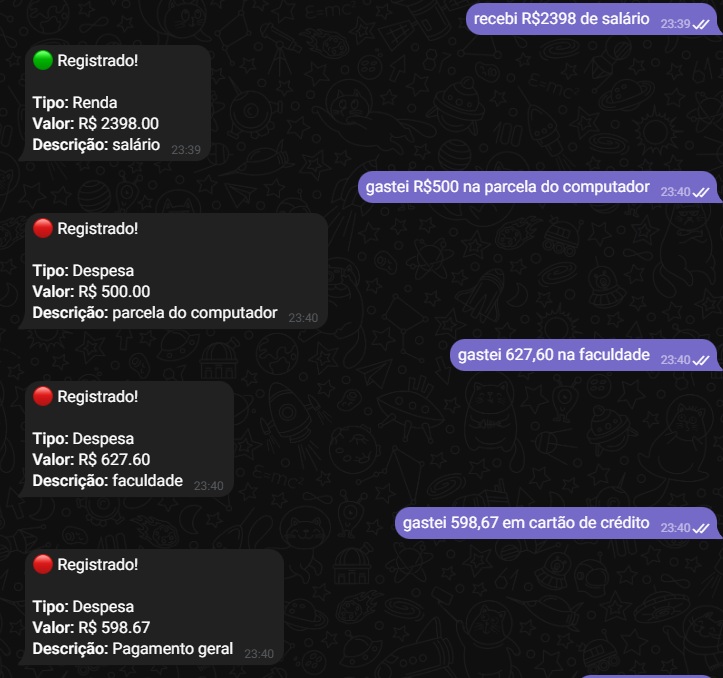 recebi R$2398 de salário 23:39
Registrado!
Tipo: Renda
Valor: R$ 2398.00
Descrição: salário 23:39
gastei R$500 na parcela do computador 23:40
Registrado!
Tipo: Despesa
Valor: R$ 500.00
Descrição: parcela do computador 23:40
gastei 627,60 na faculdade 23:40
Registrado!
Tipo: Despesa
Valor: R$ 627.60
Descrição: faculdade 23:40
gastei 598,67 em cartão de crédito 23:40
Registrado!
Tipo: Despesa
Valor: R$ 598.67
Descrição: Pagamento geral 23:40